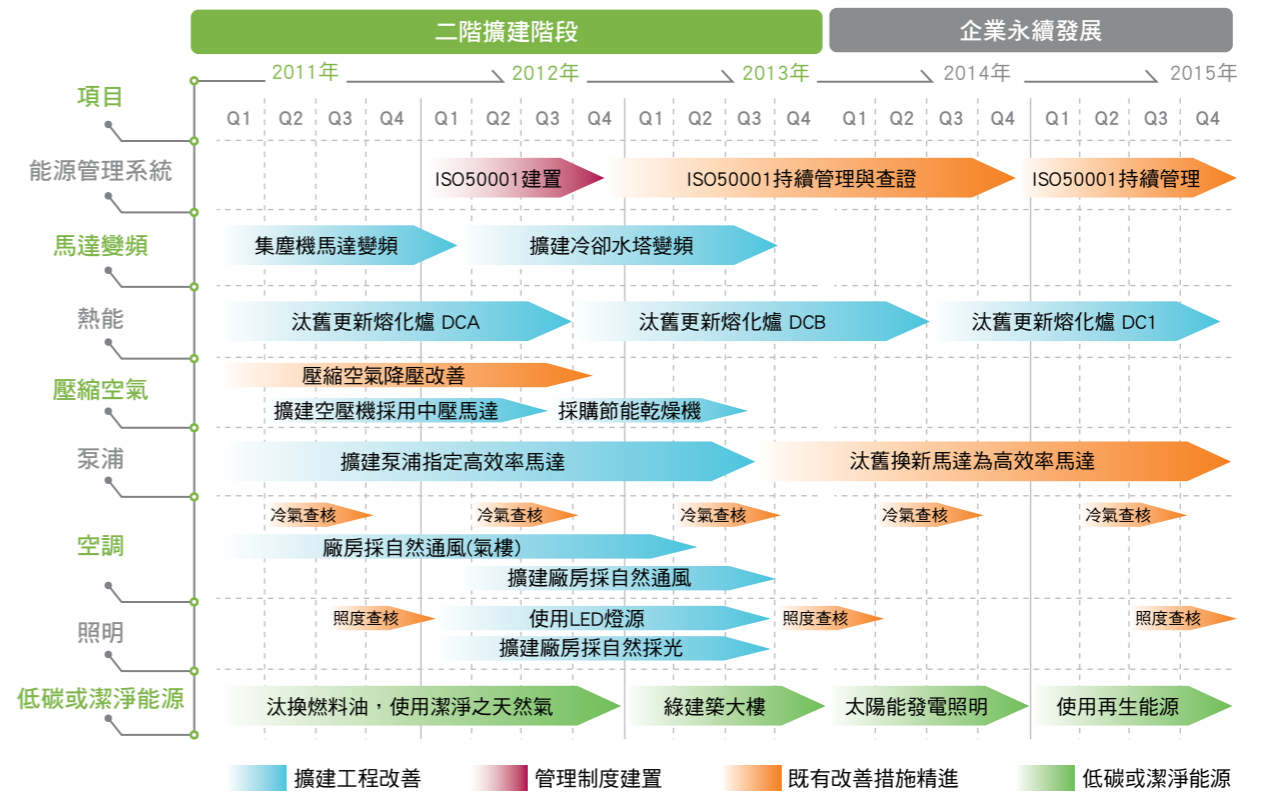 二階擴建階段 企業永續發展
2011年 2012年 2013年 2014年 2015年
項目
Q1 Q2 Q3 Q4 Q1 Q2 Q3 Q4 Q1 Q2 Q3 Q4 Q1 Q2 Q3 Q4 Q1 Q2 Q3 Q4
能源管理系統 ISO50001建置 ISO50001持續管理與查證 ISO50001持續管理
馬達變頻 集塵機馬達變頻 擴建冷卻水塔變頻
熱能 汰舊更新熔化爐 DCA 汰舊更新熔化爐 DCB 汰舊更新熔化爐 DC1
壓縮空氣
壓縮空氣降壓改善
擴建空壓機採用中壓馬達 採購節能乾燥機
泵浦 擴建泵浦指定高效率馬達 汰舊換新馬達為高效率馬達
空調
冷氣查核 冷氣查核 冷氣查核 冷氣查核 冷氣查核
廠房採自然通風(氣樓)
擴建廠房採自然通風
照明
照度查核 使用LED燈源 照度查核 照度查核
擴建廠房採自然採光
低碳或潔淨能源 汰換燃料油，使用潔淨之天然氣 綠建築大樓 太陽能發電照明 使用再生能源
擴建工程改善 管理制度建置 既有改善措施精進 低碳或潔淨能源